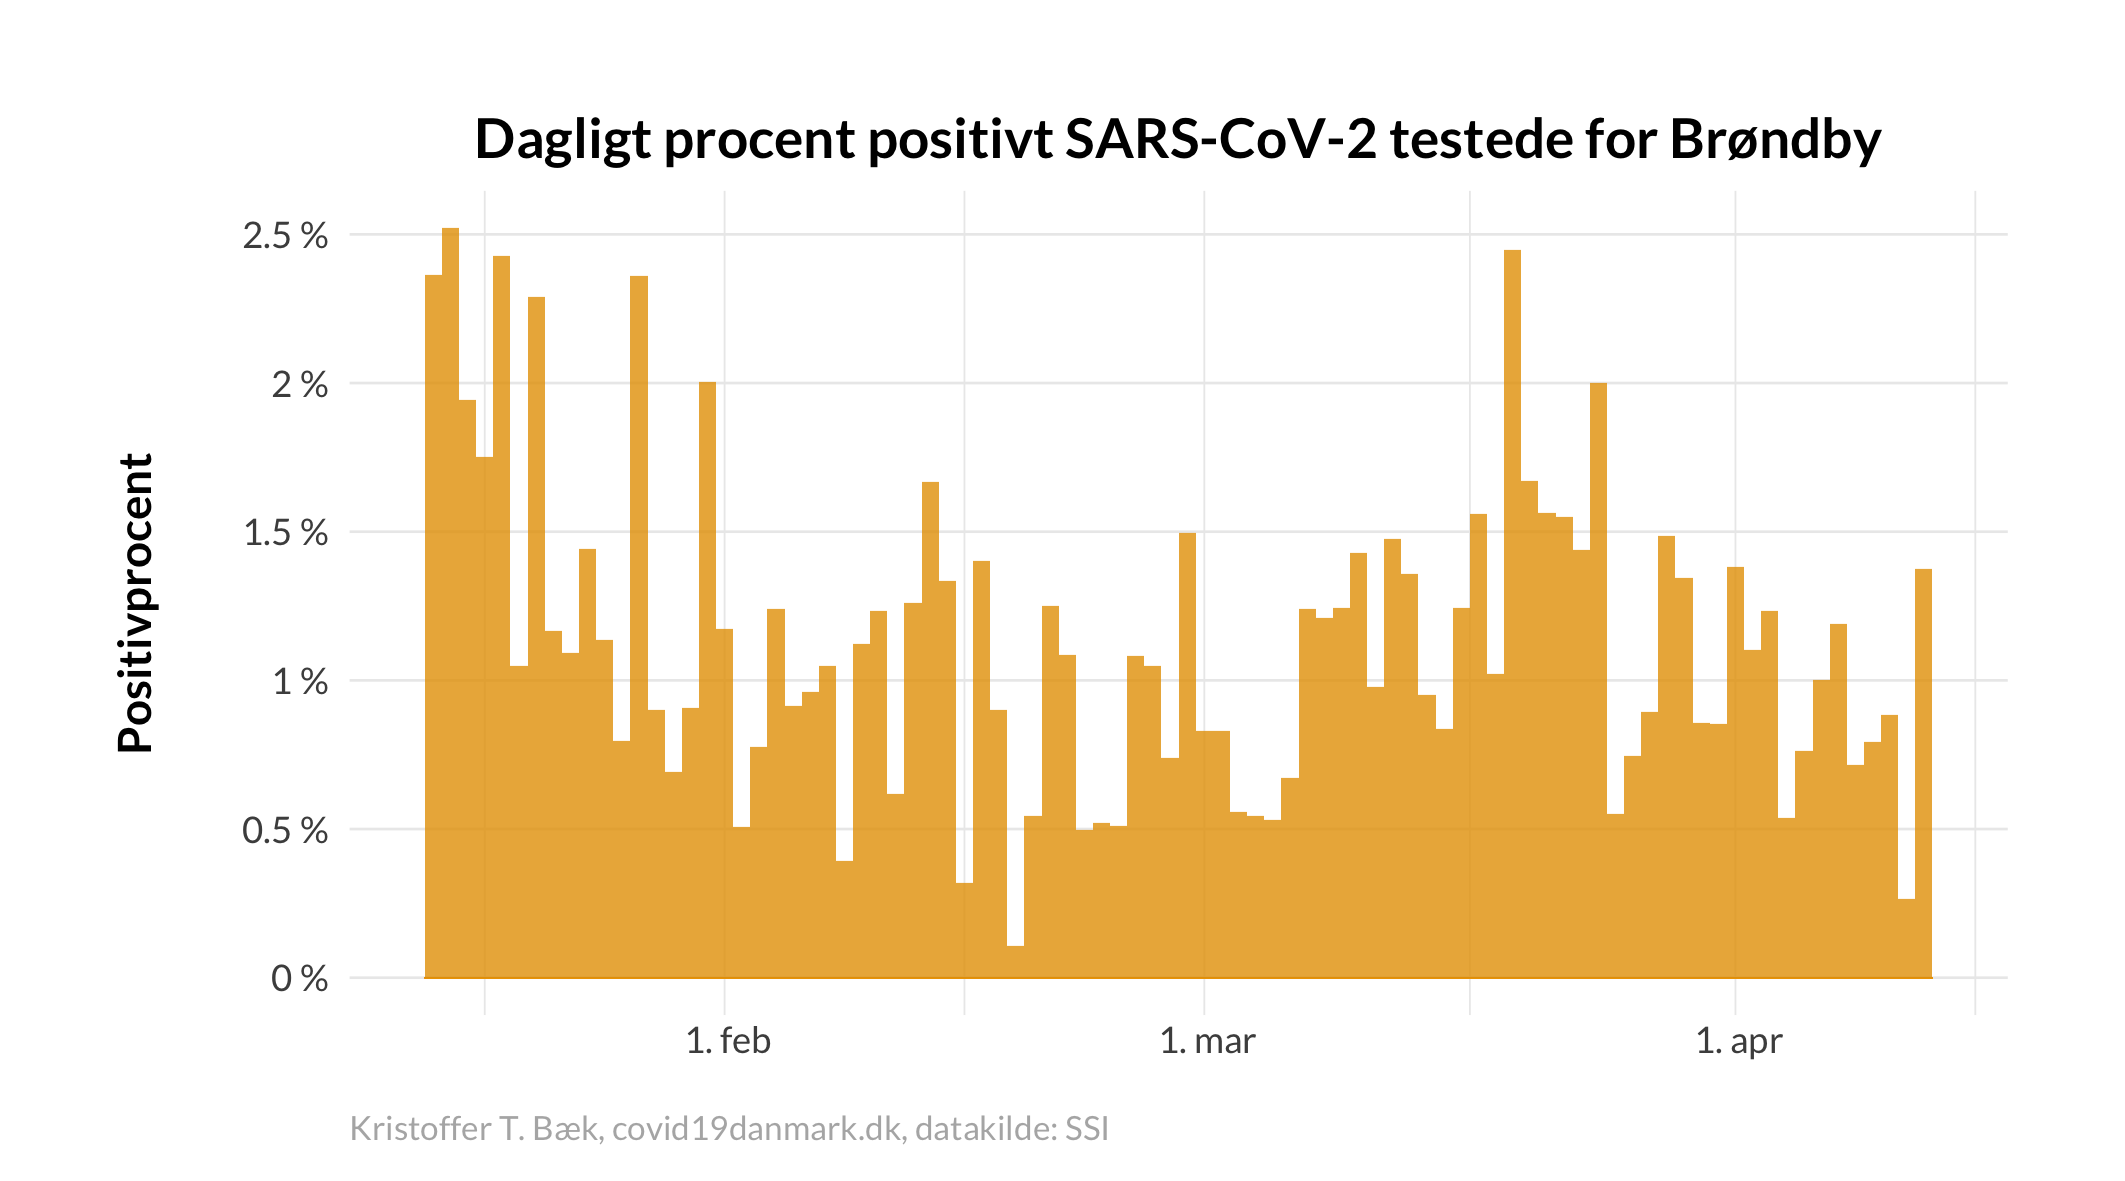 Dagligt procent positivt SARS-CoV-2 testede for Brøndby
Positivprocent
2.5 %
2 %
1.5 %
1 %
0.5 %
0 %
1. feb
1. mar
1. apr
Kristoffer T. Bæk, covid19danmark.dk, datakilde: SSI